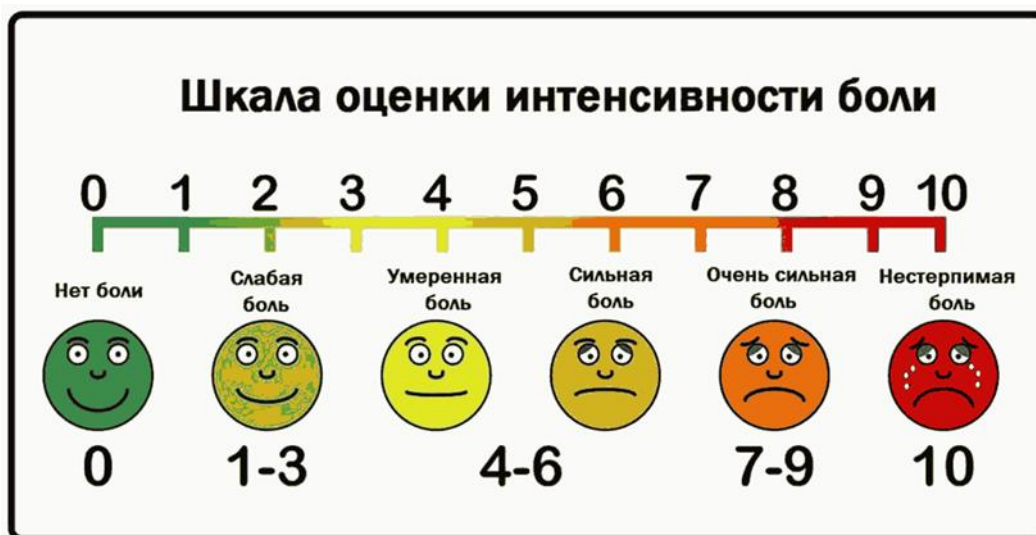 Шкала оценки интенсивности боли
0 1 2 3 4 5 6 7 8 9 10
Нет боли
Слабая
боль
Умеренная
боль
Сильная
боль
Очень сильная
боль
Нестерпимая
боль
0 1-3 4-6 7-9 10